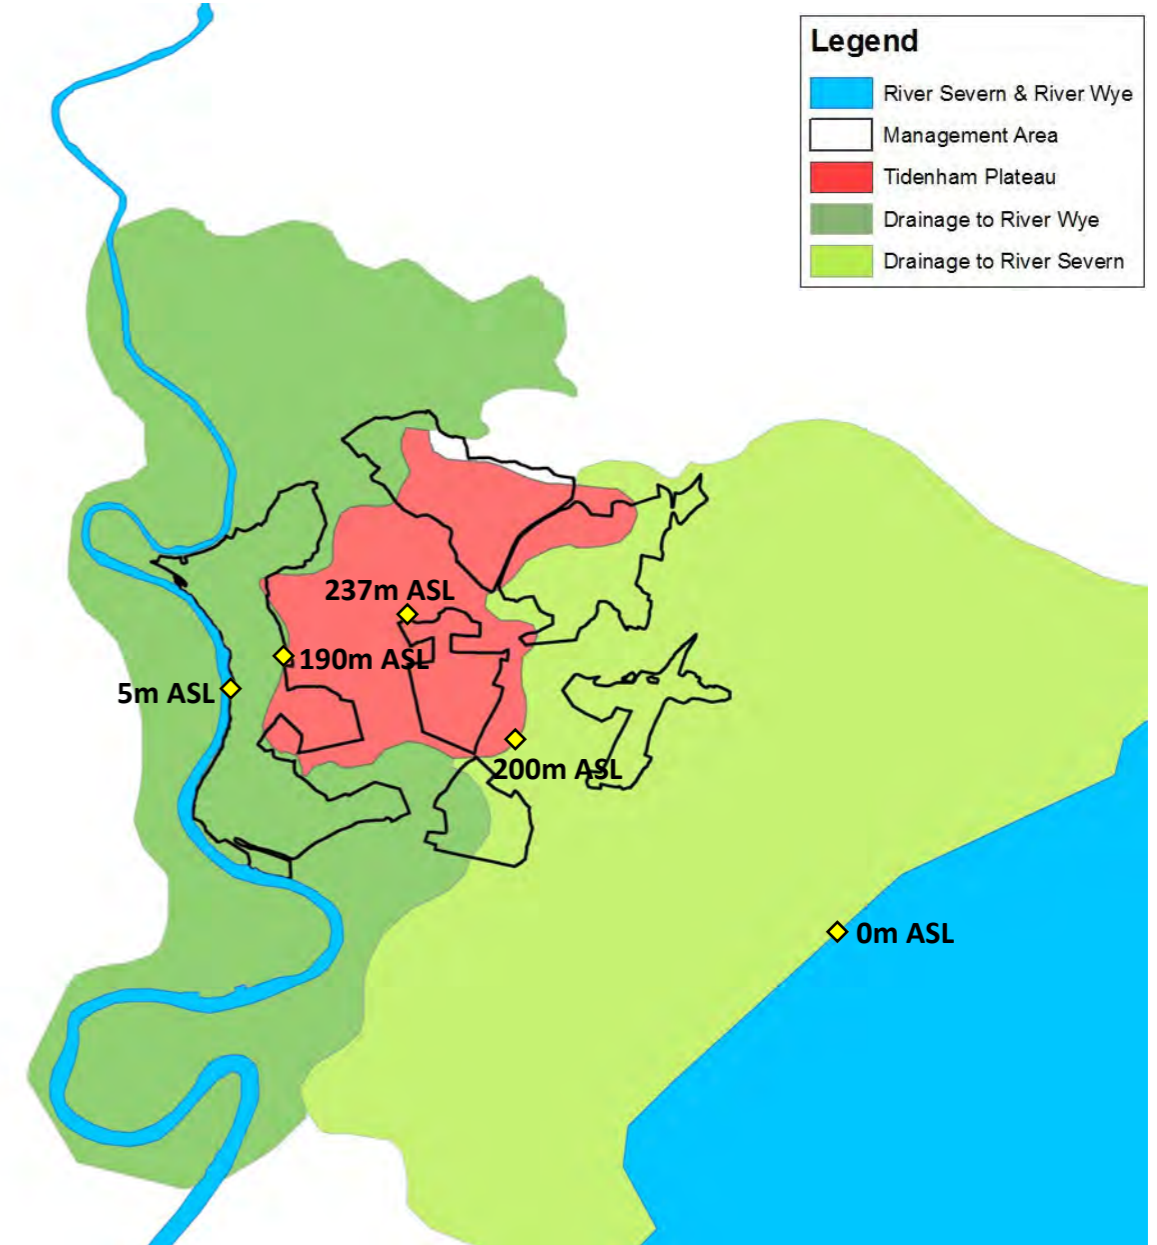 Legend
River Severn & River Wye
Management Area
Tidenham Plateau
Drainage to River Wye
Drainage to River Severn
237m ASL
190m ASL
5m ASL
200m ASL
0m ASL